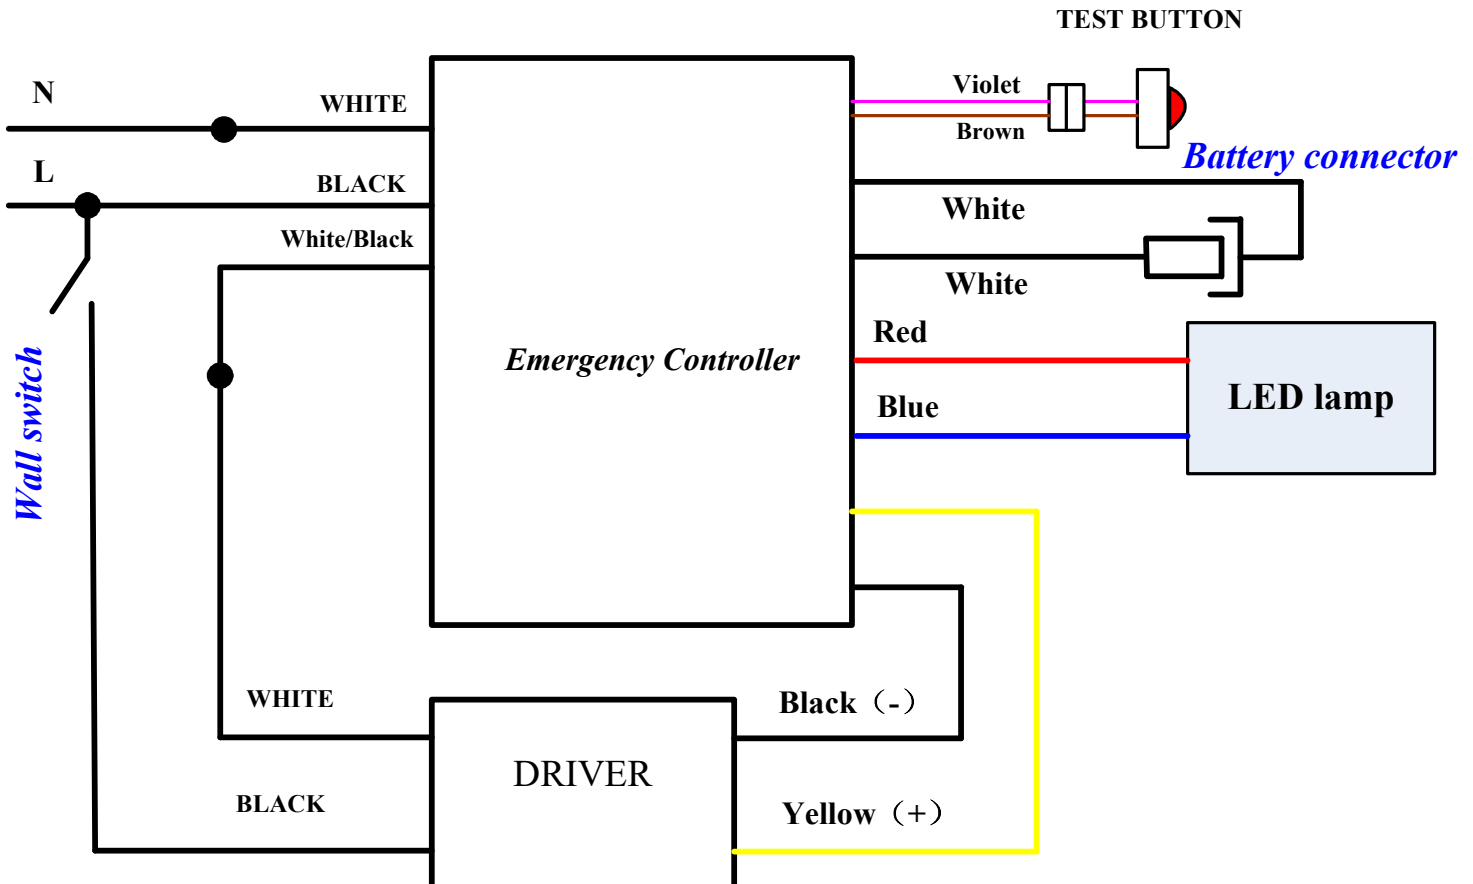 TEST BUTTON
N
WHITE
Violet
Brown
Battery connector
L
BLACK
White
White/Black
White
Red
Emergency Controller
LED lamp
Blue
Wall switch
WHITE
Black（-）
DRIVER
BLACK
Yellow（+）